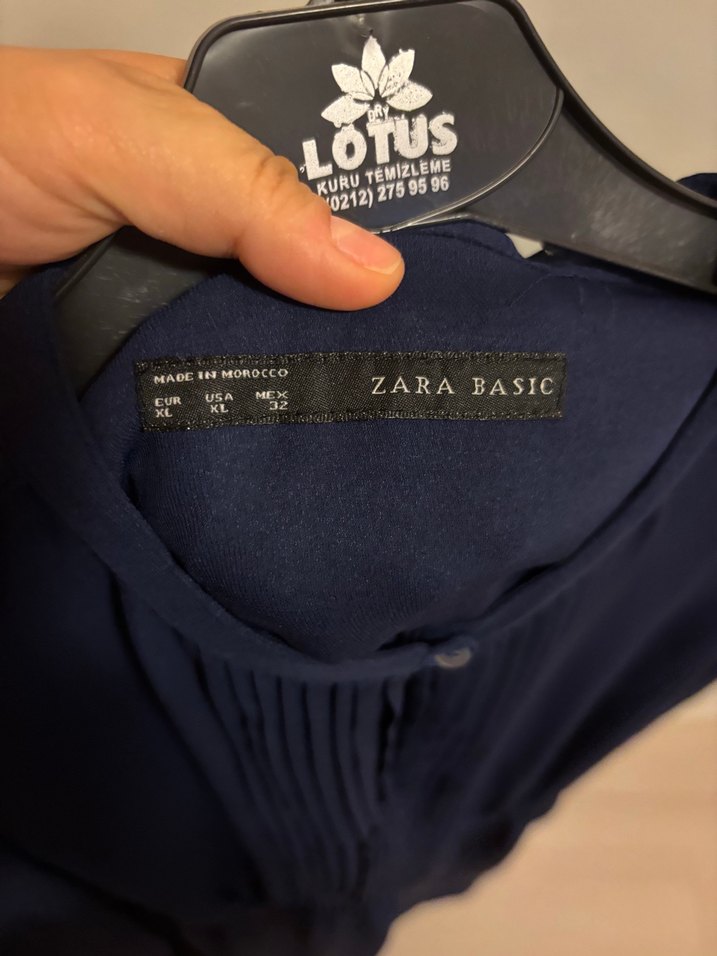 DRY
LOTUS
KURU TEMİZLEME
(0212) 275 95 96
MADE IN MOROCCO
EUR USA MEX
XL XL 32
ZARA BASIC